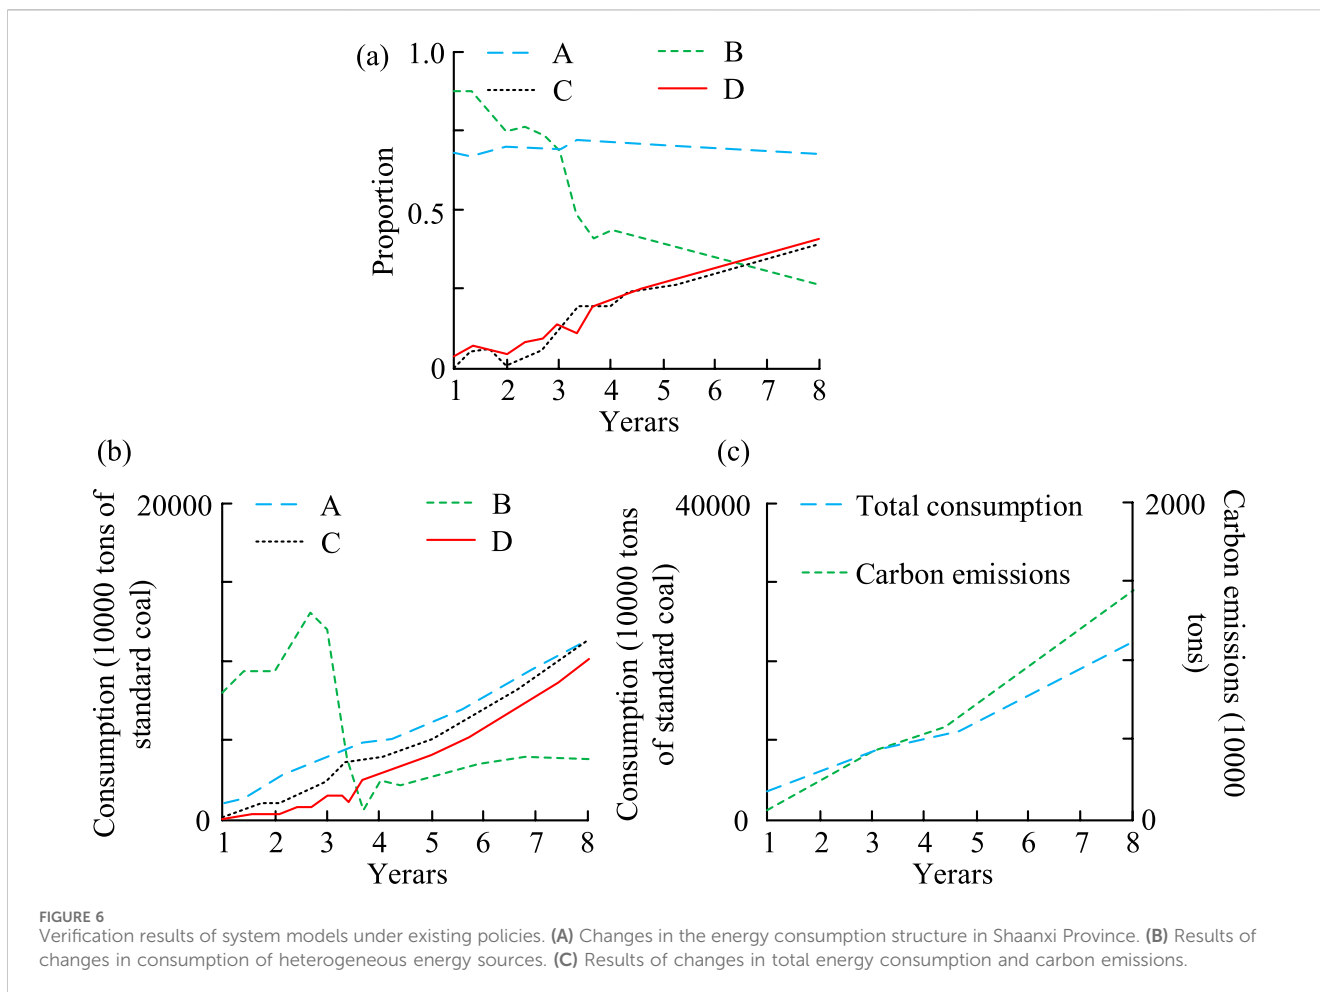 (a)
1.0
A
B
C
D
Proportion
0.5
0
1 2 3 4 5 6 7 8
Yerars
(b)
Consumption (10000 tons of
standard coal)
20000
A
B
C
D
0
1 2 3 4 5 6 7 8
Yerars
(c)
Consumption (10000 tons
of standard coal)
40000
Total consumption
Carbon emissions
2000
Carbon emissions (10000
tons)
0
0
1 2 3 4 5 6 7 8
Yerars
FIGURE 6
Verification results of system models under existing policies. (A) Changes in the energy consumption structure in Shaanxi Province. (B) Results of
changes in consumption of heterogeneous energy sources. (C) Results of changes in total energy consumption and carbon emissions.